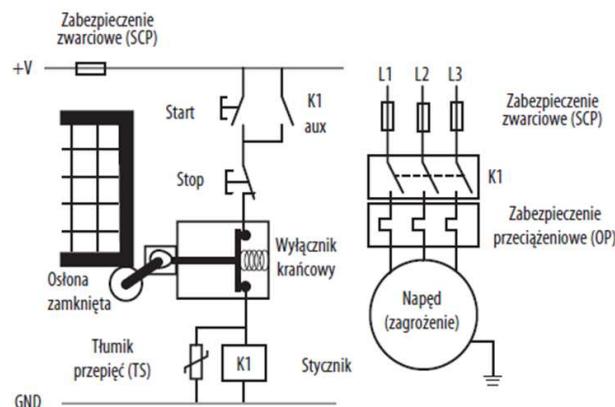 Zabezpieczenie
zwarciowe (SCP)
+V
Start
K1
aux
Stop
Wyłącznik
krańcowy
Osłona
zamknięta
Tłumik
przepięć (TS)
K1
Stycznik
GND
L1 L2 L3
Zabezpieczenie
zwarciowe (SCP)
K1
Zabezpieczenie
przeciążeniowe (OP)
Napęd
(zagrożenie)